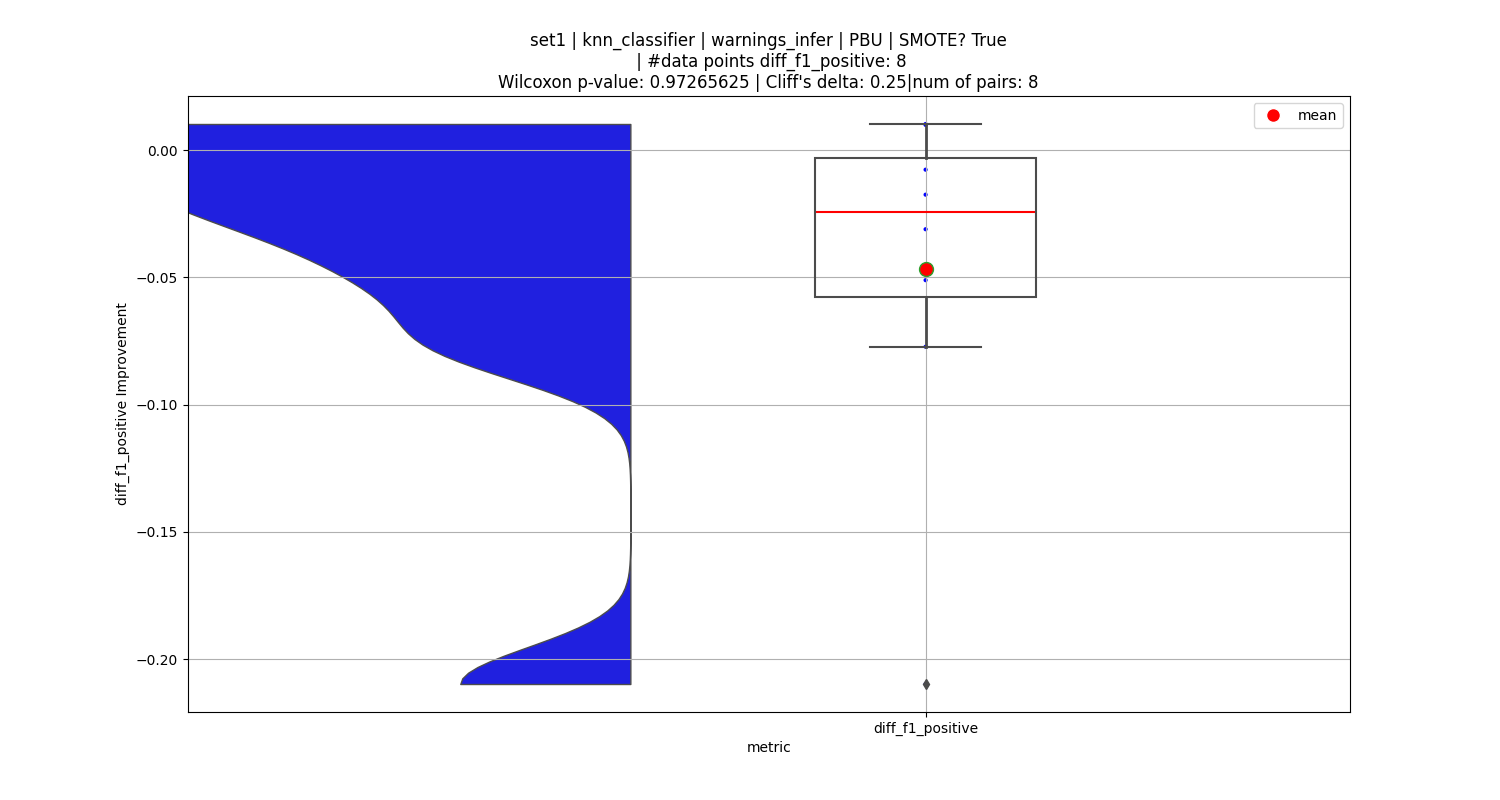 set1 | knn_classifier | warnings_infer | PBU | SMOTE? True
| #data points diff_f1_positive: 8
Wilcoxon p-value: 0.97265625 | Cliff's delta: 0.25|num of pairs: 8
mean
0.00
−0.05
−0.10
−0.15
−0.20
diff_f1_positive Improvement
diff_f1_positive
metric